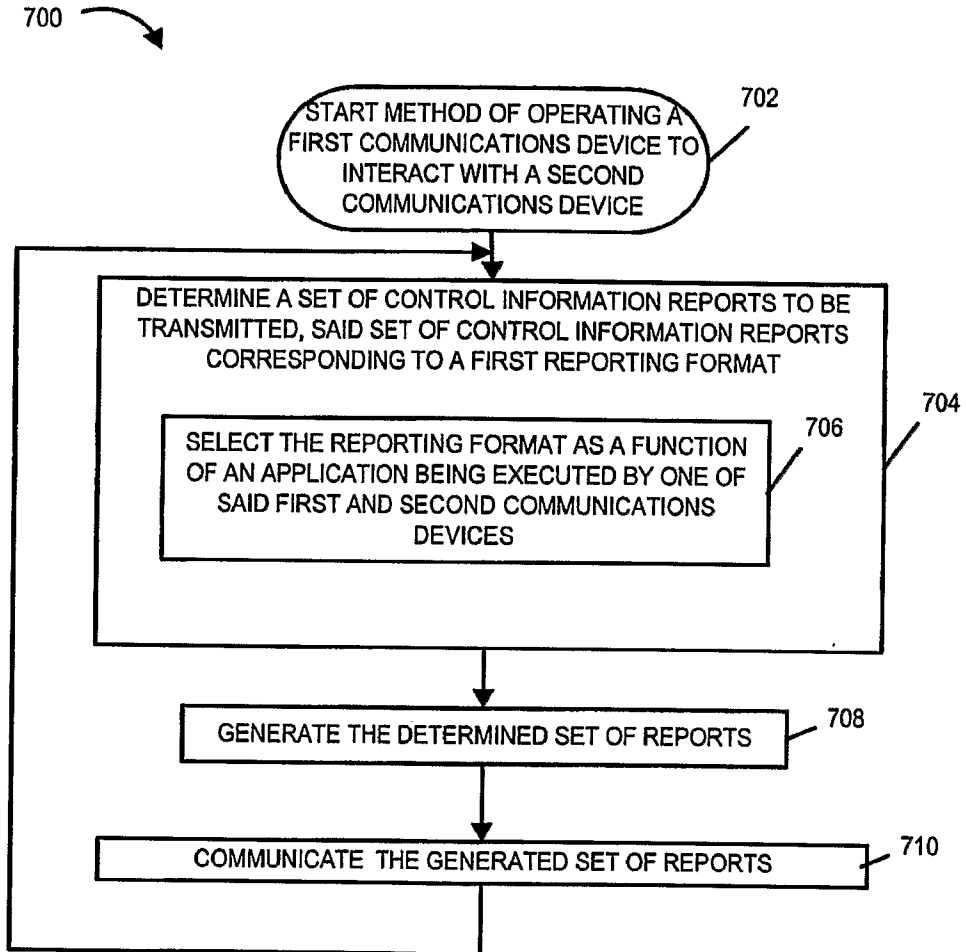 700
702
START METHOD OF OPERATING A
FIRST COMMUNICATIONS DEVICE TO
INTERACT WITH A SECOND
COMMUNICATIONS DEVICE
DETERMINE A SET OF CONTROL INFORMATION REPORTS TO BE
TRANSMITTED, SAID SET OF CONTROL INFORMATION REPORTS
CORRESPONDING TO A FIRST REPORTING FORMAT
704
706
SELECT THE REPORTING FORMAT AS A FUNCTION
OF AN APPLICATION BEING EXECUTED BY ONE OF
SAID FIRST AND SECOND COMMUNICATIONS
DEVICES
708
GENERATE THE DETERMINED SET OF REPORTS
COMMUNICATE THE GENERATED SET OF REPORTS
710